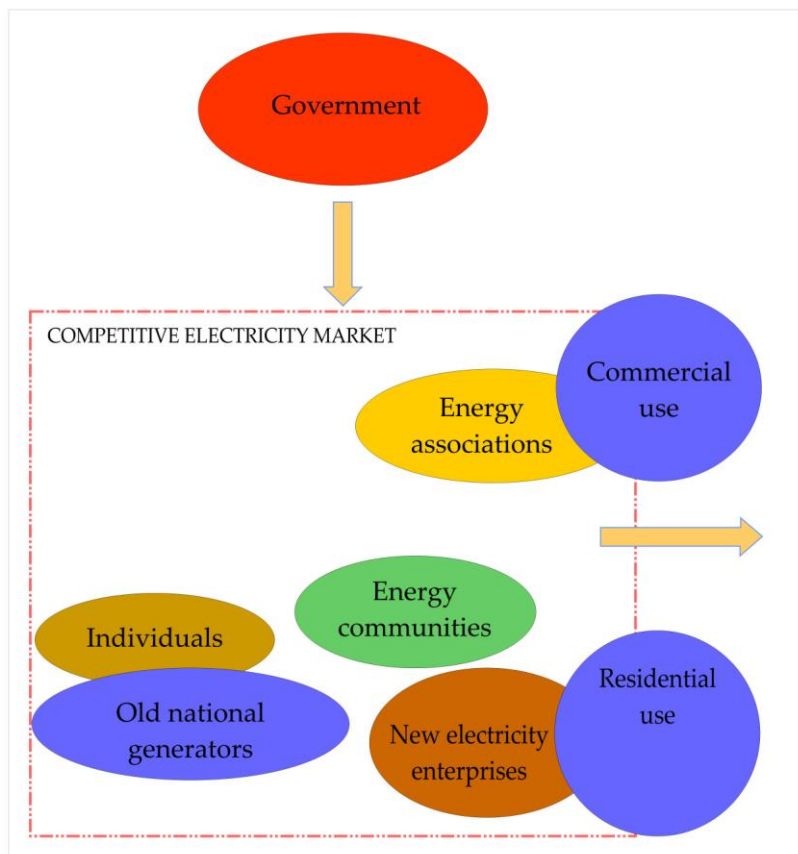 Government
COMPETITIVE ELECTRICITY MARKET
Commercial
use
Energy
associations
Energy
communities
Individuals
Old national
generators
New electricity
enterprises
Residential
use